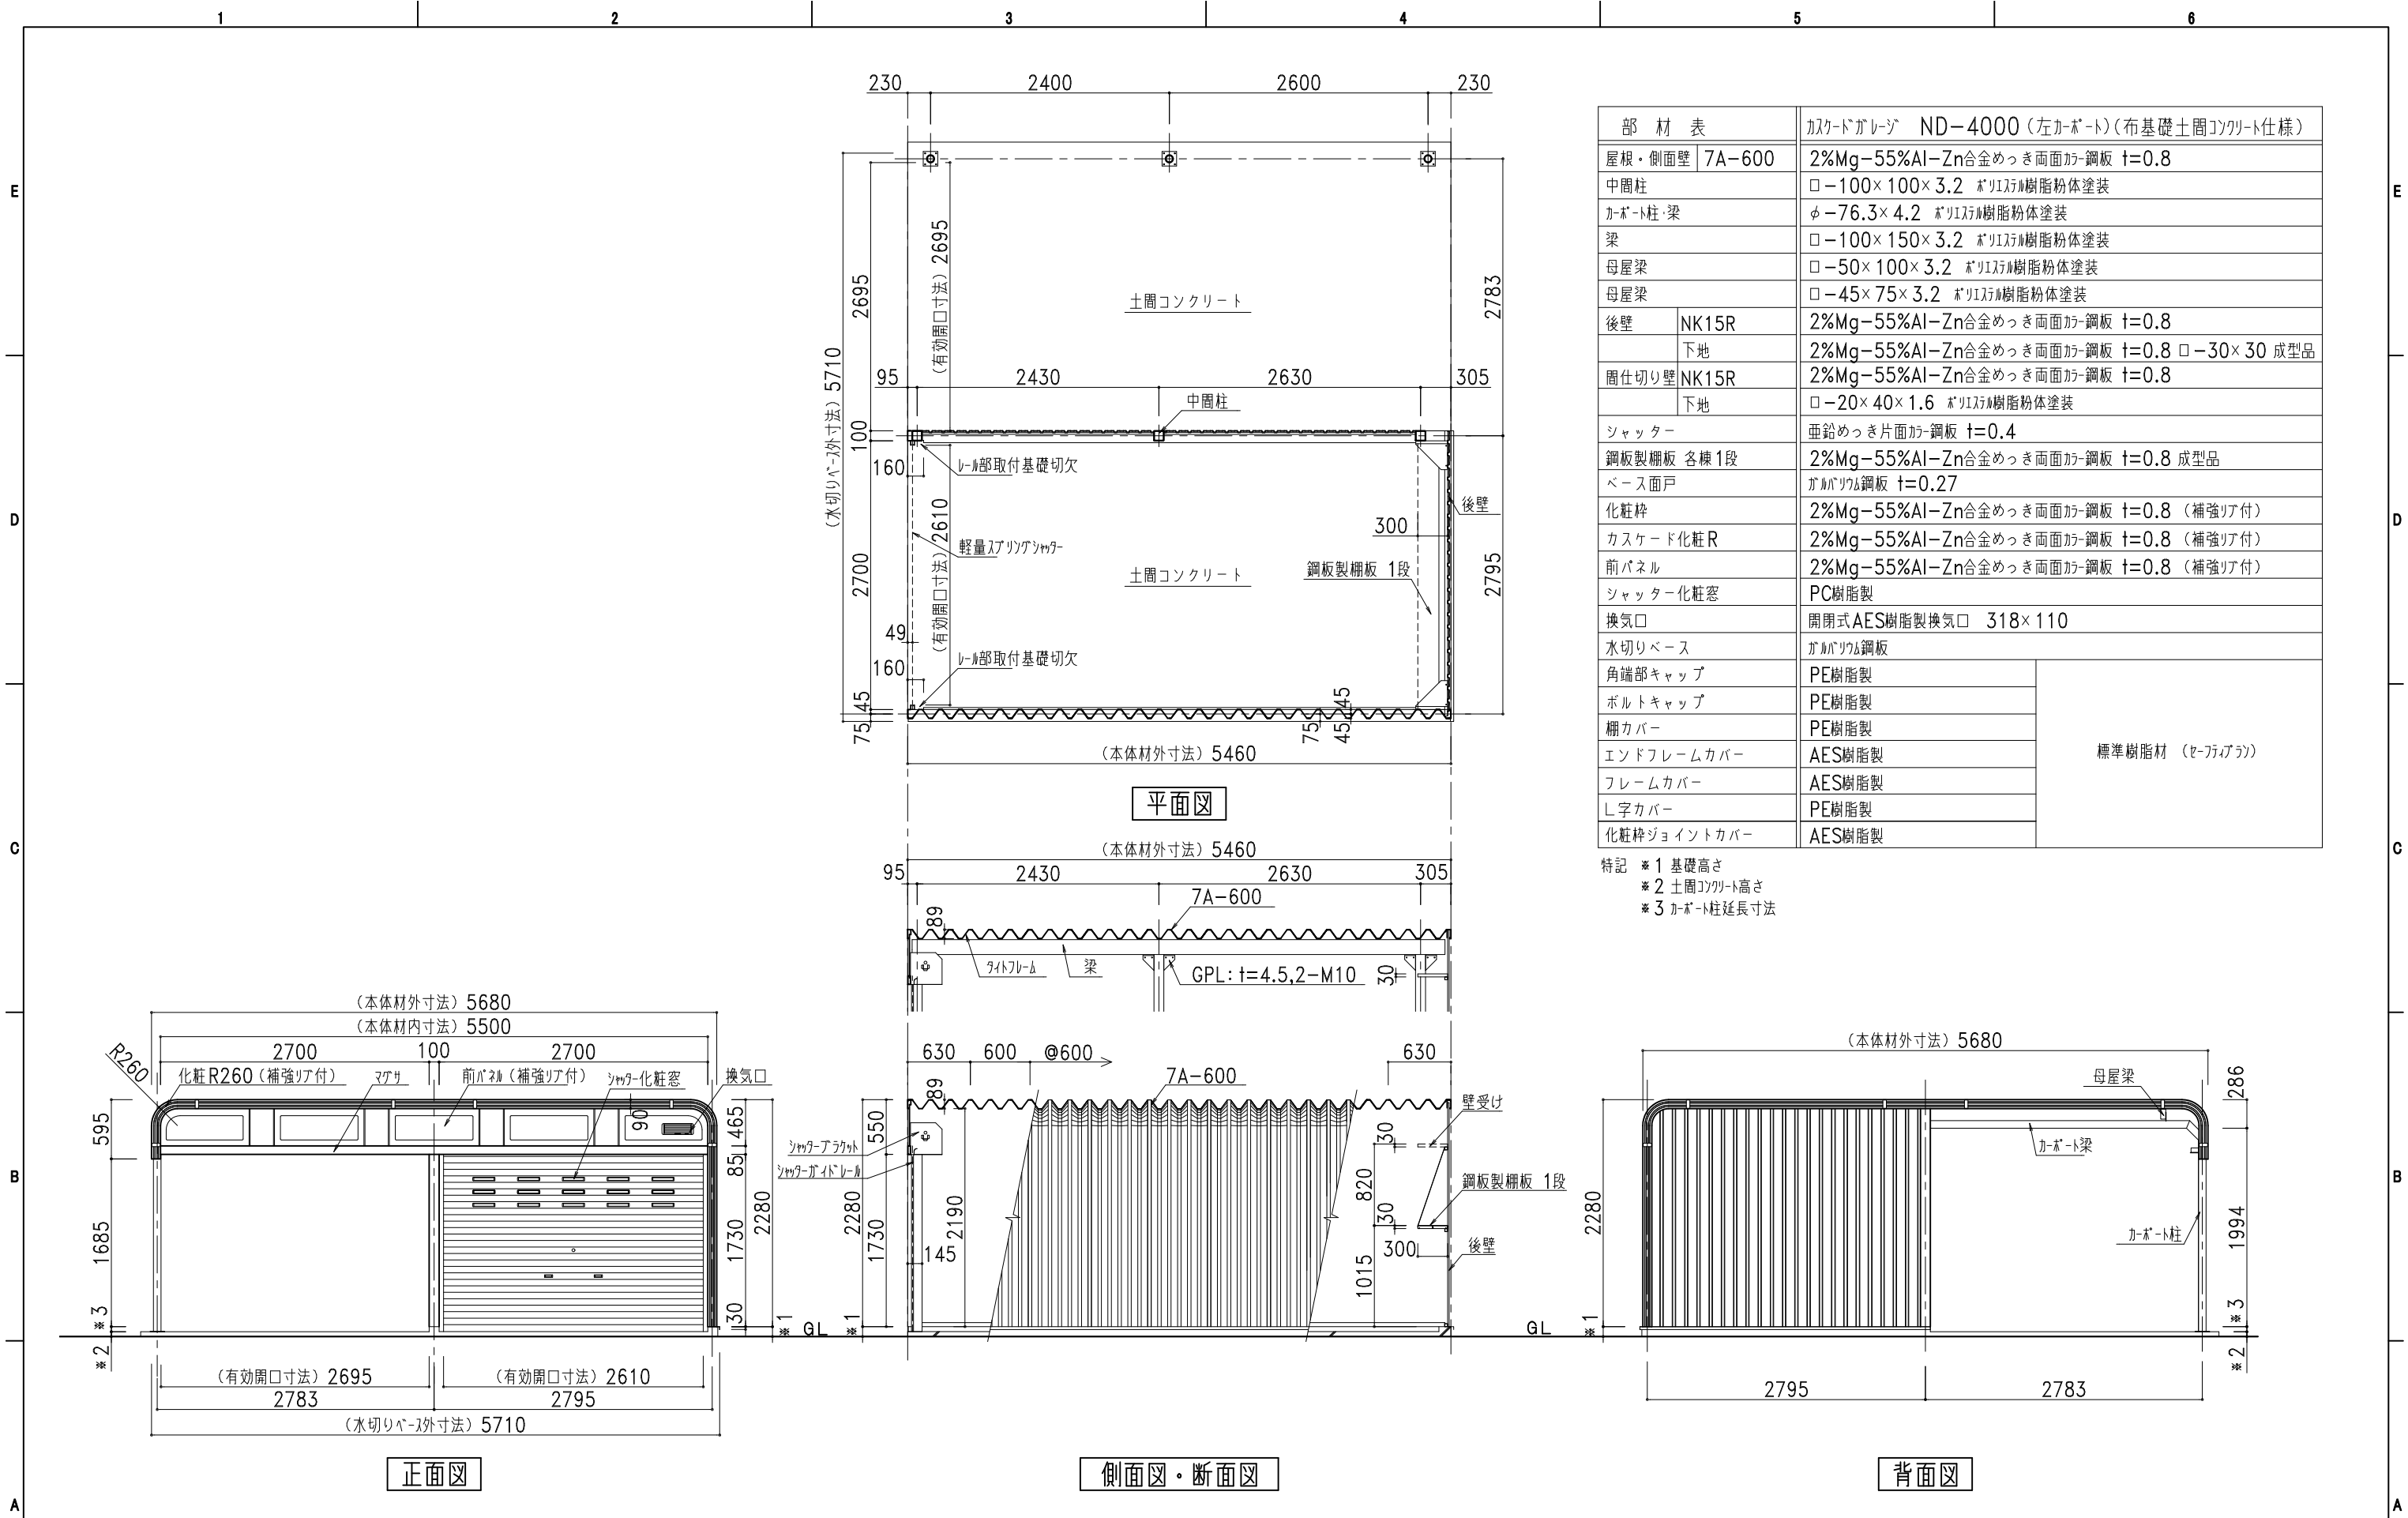 1 2 3 4 5 6
E
D
C
B
A
E
D
C
B
A
230 2400 2600 230
(水切りベース外寸法) 5710
2695
(有効開口寸法) 2695
2783
土間コンクリート
95 2430 2630 305
中間柱
100
160
レール部取付基礎切欠
後壁
300
2700
(有効開口寸法) 2610
軽量スプリングシャッター
土間コンクリート
鋼板製棚板 1段
2795
49
160
レール部取付基礎切欠
45
75
75
45
45
(本体材外寸法) 5460
平面図
部 材 表 カスケードガレージ ND-4000 (左カーポート)(布基礎土間コンクリート仕様)
屋根・側面壁 7A-600 2%Mg-55%Al-Zn合金めっき両面カラー鋼板 t=0.8
中間柱 □-100×100×3.2 ポリエステル樹脂粉体塗装
カーポート柱・梁 φ-76.3×4.2 ポリエステル樹脂粉体塗装
梁 □-100×150×3.2 ポリエステル樹脂粉体塗装
母屋梁 □-50×100×3.2 ポリエステル樹脂粉体塗装
母屋梁 □-45×75×3.2 ポリエステル樹脂粉体塗装
後壁 NK15R 2%Mg-55%Al-Zn合金めっき両面カラー鋼板 t=0.8
下地 2%Mg-55%Al-Zn合金めっき両面カラー鋼板 t=0.8 □-30×30 成型品
間仕切り壁 NK15R 2%Mg-55%Al-Zn合金めっき両面カラー鋼板 t=0.8
下地 □-20×40×1.6 ポリエステル樹脂粉体塗装
シャッター 亜鉛めっき片面カラー鋼板 t=0.4
鋼板製棚板 各棟1段 2%Mg-55%Al-Zn合金めっき両面カラー鋼板 t=0.8 成型品
ベース面戸 ガルバリウム鋼板 t=0.27
化粧枠 2%Mg-55%Al-Zn合金めっき両面カラー鋼板 t=0.8 (補強リブ付)
カスケード化粧R 2%Mg-55%Al-Zn合金めっき両面カラー鋼板 t=0.8 (補強リブ付)
前パネル 2%Mg-55%Al-Zn合金めっき両面カラー鋼板 t=0.8 (補強リブ付)
シャッター化粧窓 PC樹脂製
換気口 開閉式AES樹脂製換気口 318×110
水切りベース ガルバリウム鋼板
角端部キャップ PE樹脂製
ボルトキャップ PE樹脂製
棚カバー PE樹脂製
エンドフレームカバー AES樹脂製
フレームカバー AES樹脂製
L字カバー PE樹脂製
化粧枠ジョイントカバー AES樹脂製
標準樹脂材 (セーフティプラン)
特記 ※1 基礎高さ
※2 土間コンクリート高さ
※3 カーポート柱延長寸法
(本体材外寸法) 5460
95 2430 2630 305
7A-600
89
タイトフレーム
梁
GPL:t=4.5,2-M10
30
(本体材外寸法) 5680
(本体材内寸法) 5500
2700 100 2700
R260
化粧R260(補強リブ付)
マグサ
前パネル(補強リブ付)
シャッター化粧窓
換気口
595
1685
※3
※2
90
465
85
1730
30
2280
※1
GL
(有効開口寸法) 2695
(有効開口寸法) 2610
2783 2795
(水切りベース外寸法) 5710
正面図
630 600 @600 630
7A-600
89
550
シャッターブラケット
シャッターガイドレール
2280
1730
2190
145
※1
壁受け
30
820
鋼板製棚板 1段
30
300
後壁
1015
GL
側面図・断面図
(本体材外寸法) 5680
母屋梁
カーポート梁
カーポート柱
286
2280
1994
※1
※3
※2
2795 2783
背面図